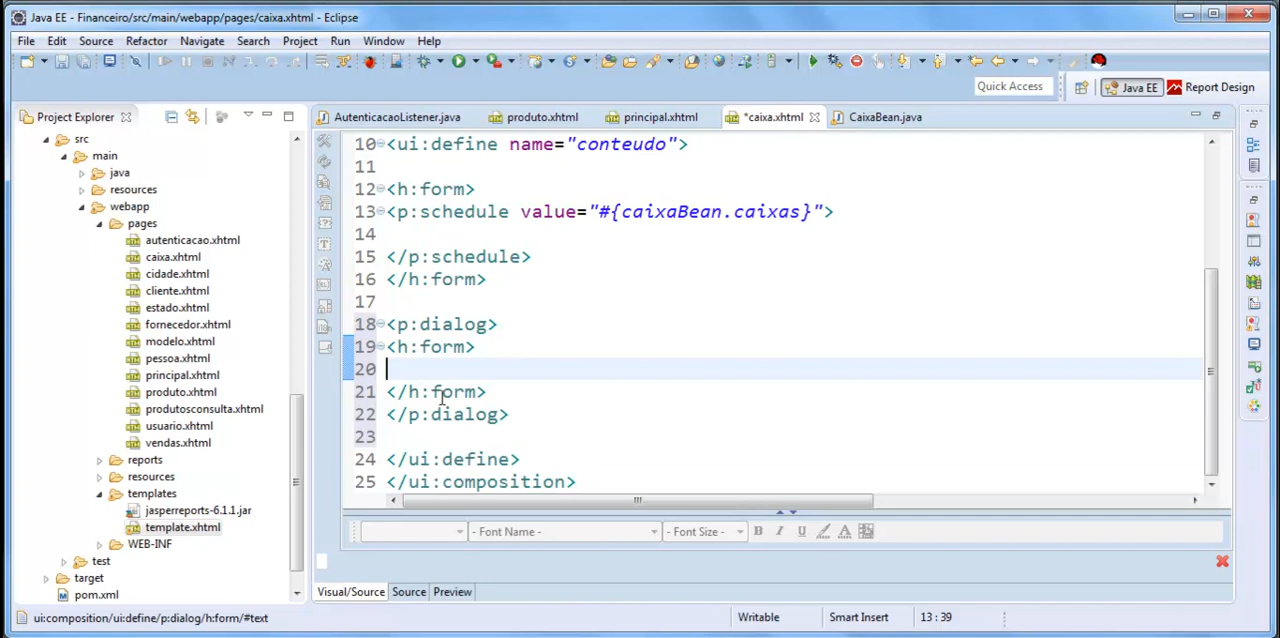 Java EE - Financeiro/src/main/webapp/pages/caixa.xhtml - Eclipse
File Edit Source Refactor Navigate Search Project Run Window Help
Quick Access Java EE Report Design
Project Explorer
src
main
java
resources
webapp
pages
autenticacao.xhtml
caixa.xhtml
cidade.xhtml
cliente.xhtml
estado.xhtml
fornecedor.xhtml
modelo.xhtml
pessoa.xhtml
principal.xhtml
produto.xhtml
produtosconsulta.xhtml
usuario.xhtml
vendas.xhtml
reports
resources
templates
jasperreports-6.1.1.jar
template.xhtml
WEB-INF
test
target
pom.xml
AutenticacaoListener.java produto.xhtml principal.xhtml *caixa.xhtml CaixaBean.java
10 <ui:define name="conteudo">
11
12 <h:form>
13 <p:schedule value="#{caixaBean.caixas}">
14
15 </p:schedule>
16 </h:form>
17
18 <p:dialog>
19 <h:form>
20
21 </h:form>
22 </p:dialog>
23
24 </ui:define>
25 </ui:composition>
- Font Name - - Font Size - B I U A
Visual/Source Source Preview
ui:composition/ui:define/p:dialog/h:form/#text Writable Smart Insert 13 : 39